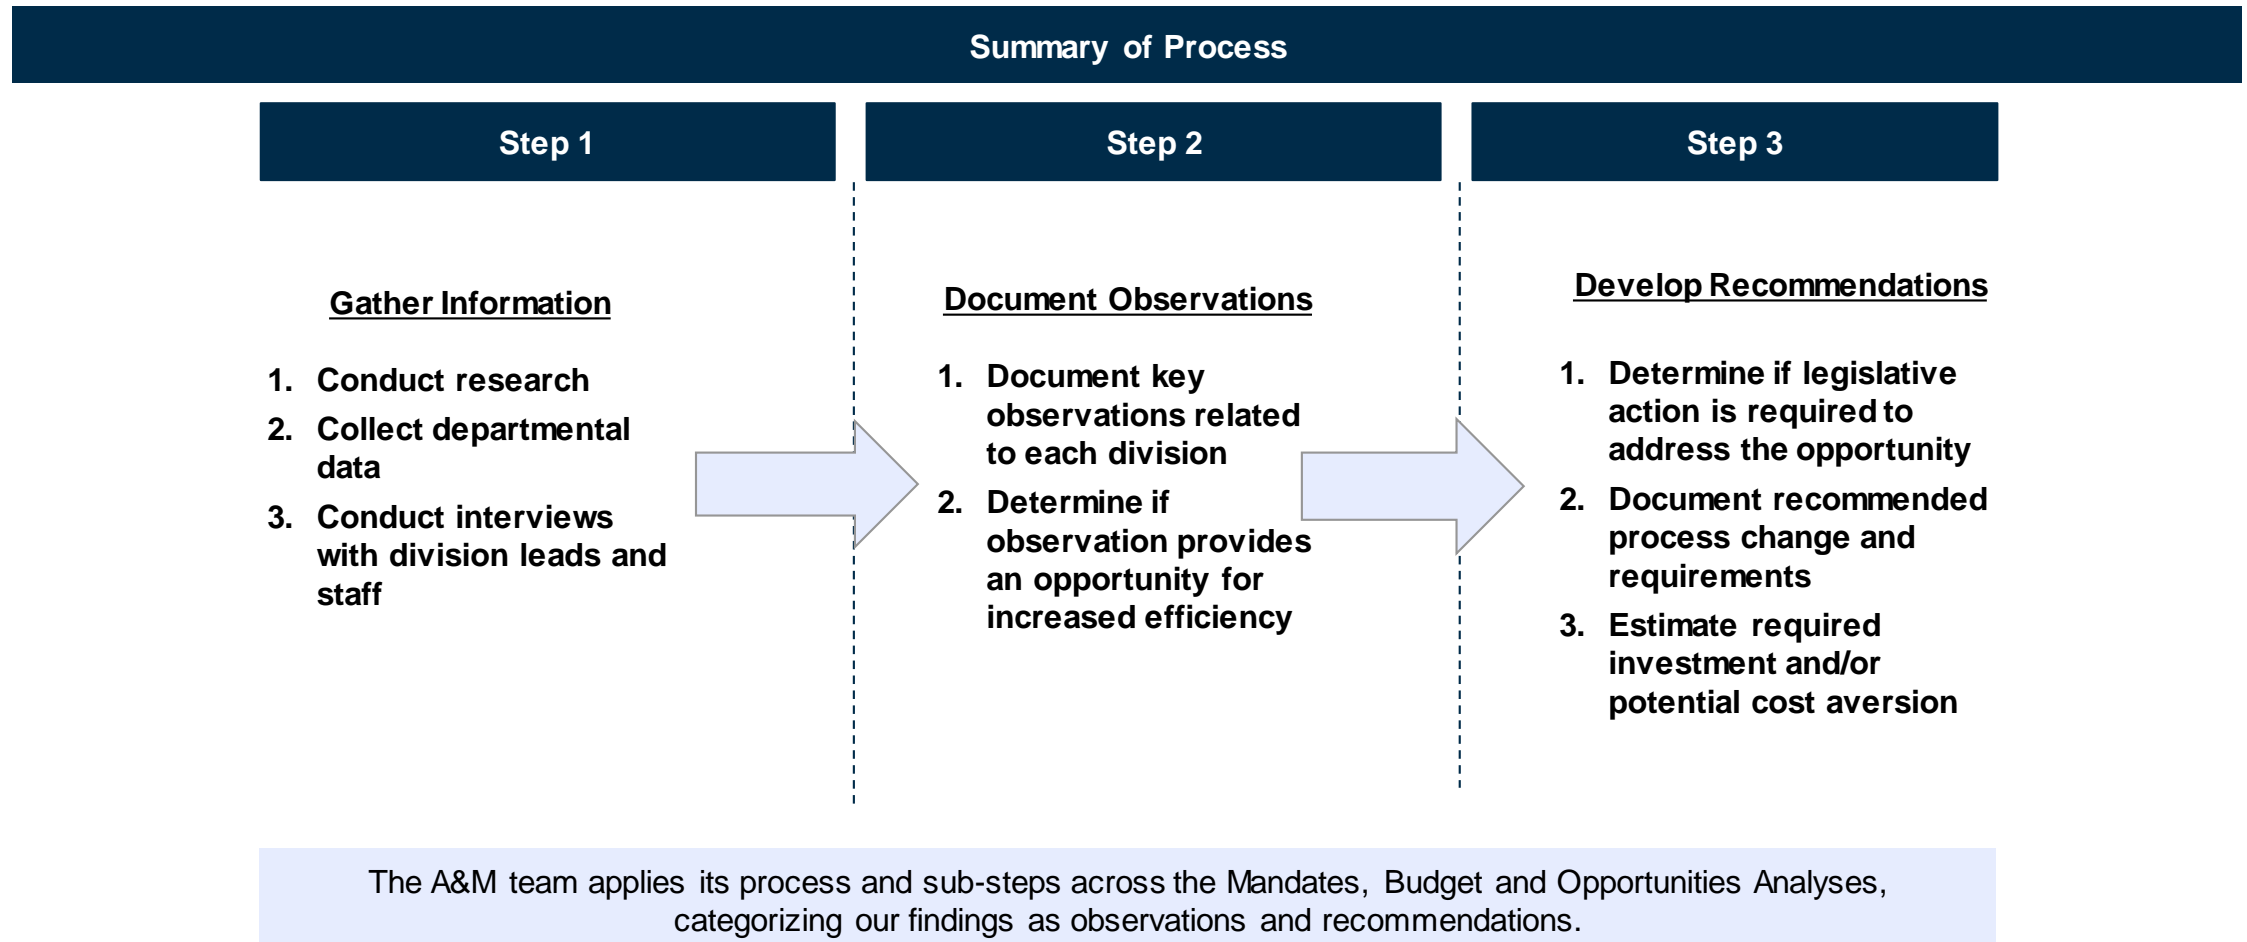 Summary of Process
Step 1
Gather Information
1. Conduct research
2. Collect departmental
data
3. Conduct interviews
with division leads and
staff
Step 2
Document Observations
1. Document key
observations related
to each division
2. Determine if
observation provides
an opportunity for
increased efficiency
Step 3
Develop Recommendations
1. Determine if legislative
action is required to
address the opportunity
2. Document recommended
process change and
requirements
3. Estimate required
investment and/or
potential cost aversion
The A&M team applies its process and sub-steps across the Mandates, Budget and Opportunities Analyses,
categorizing our findings as observations and recommendations.